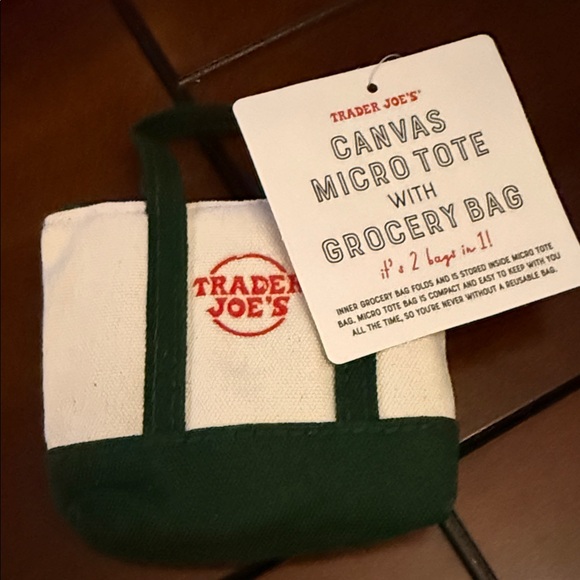 TRADER JOE'S®
CANVAS
MICRO TOTE
WITH
GROCERY BAG
it's 2 bags in 1!
INNER GROCERY BAG FOLDS AND IS STORED INSIDE MICRO TOTE
BAG. MICRO TOTE BAG IS COMPACT AND EASY TO KEEP WITH YOU
ALL THE TIME, SO YOU'RE NEVER WITHOUT A REUSABLE BAG.
TRADER
JOE'S